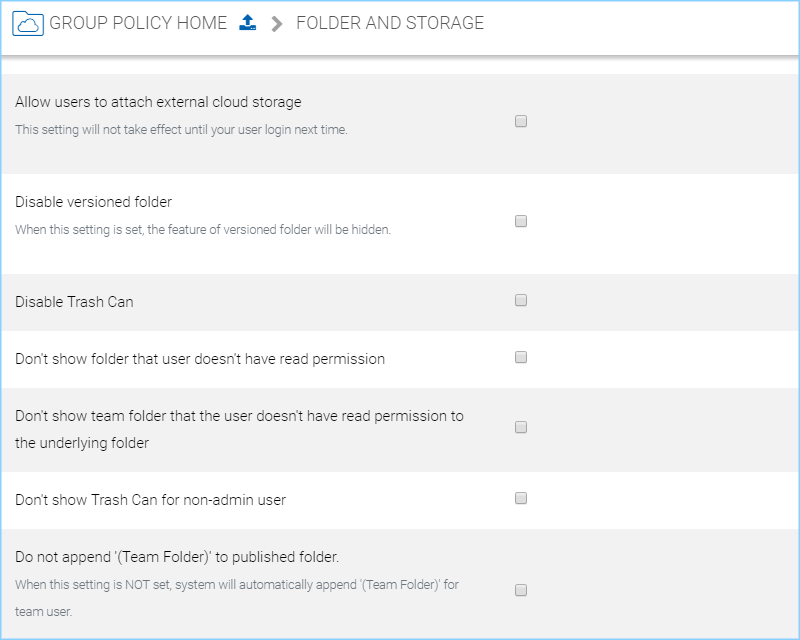 GROUP POLICY HOME FOLDER AND STORAGE
Allow users to attach external cloud storage
This setting will not take effect until your user login next time.
Disable versioned folder
When this setting is set, the feature of versioned folder will be hidden.
Disable Trash Can
Don't show folder that user doesn't have read permission
Don't show team folder that the user doesn't have read permission to
the underlying folder
Don't show Trash Can for non-admin user
Do not append '(Team Folder)' to published folder.
When this setting is NOT set, system will automatically append '(Team Folder)' for
team user.